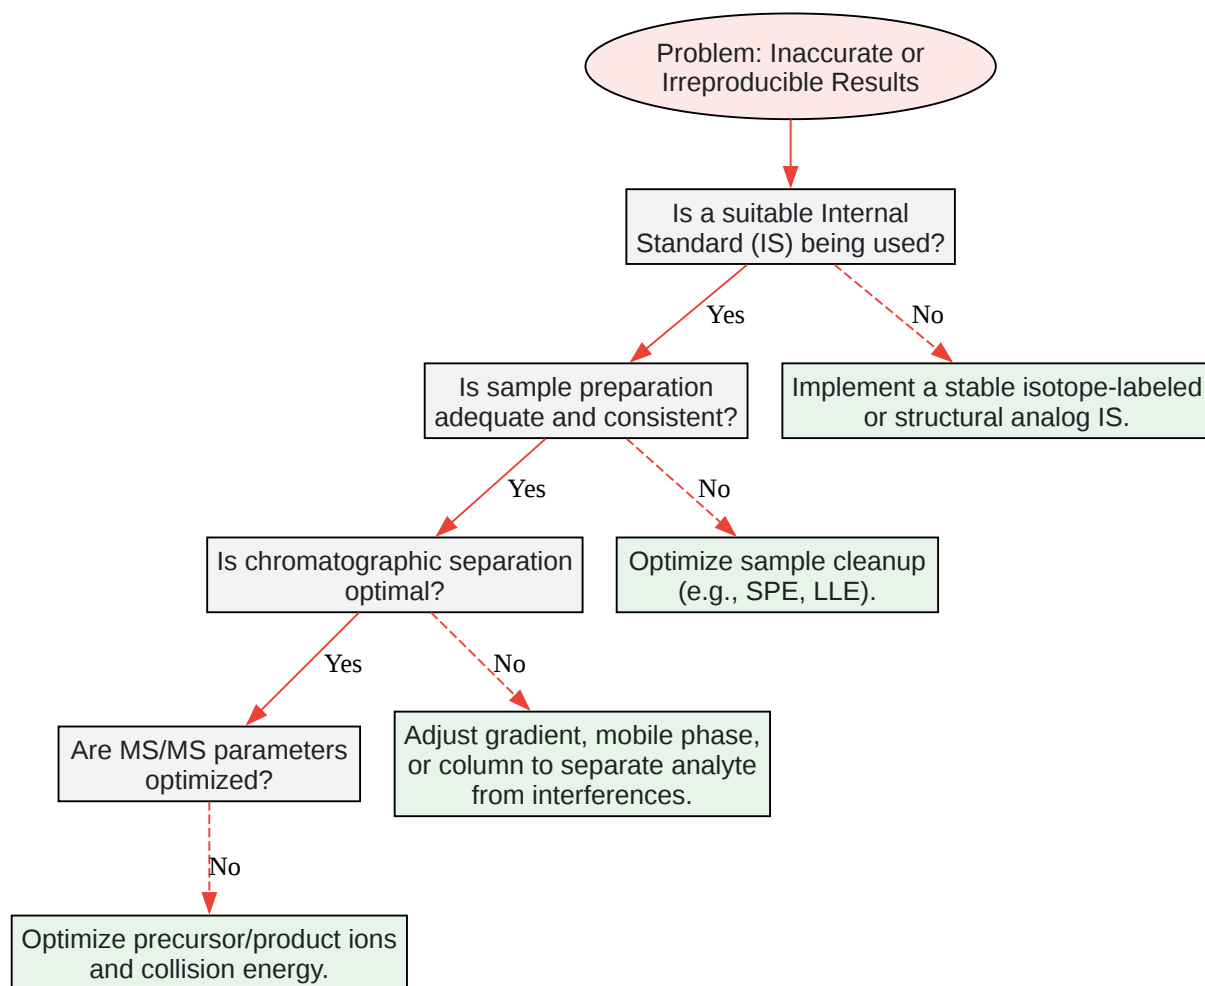 Problem: Inaccurate or
Irreproducible Results
Is a suitable Internal
Standard (IS) being used?
Yes
No
Is sample preparation
adequate and consistent?
Implement a stable isotope-labeled
or structural analog IS.
Yes
No
Is chromatographic separation
optimal?
Optimize sample cleanup
(e.g., SPE, LLE).
Yes
No
Are MS/MS parameters
optimized?
Adjust gradient, mobile phase,
or column to separate analyte
from interferences.
No
Optimize precursor/product ions
and collision energy.